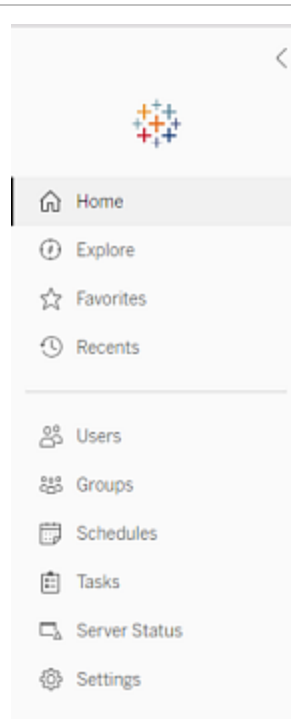 Home
Explore
Favorites
Recents
Users
Groups
Schedules
Tasks
Server Status
Settings